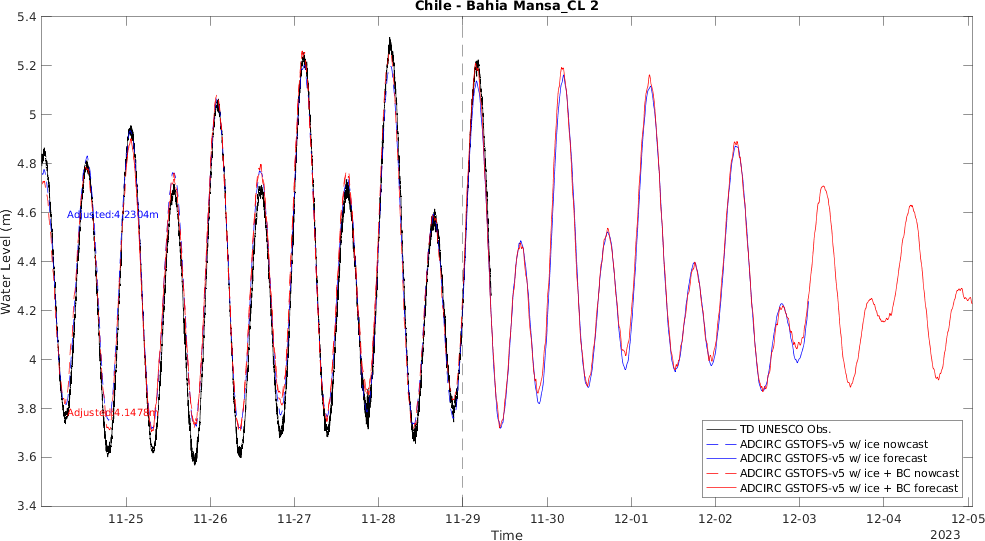 Chile - Bahia Mansa_CL 2
5.4
5.2
5
4.8
4.6
4.4
4.2
4
3.8
3.6
3.4
Water Level (m)
Adjusted:4.2304m
Adjusted:4.1478m
TD UNESCO Obs.
ADCIRC GSTOFS-v5 w/ ice nowcast
ADCIRC GSTOFS-v5 w/ ice forecast
ADCIRC GSTOFS-v5 w/ ice + BC nowcast
ADCIRC GSTOFS-v5 w/ ice + BC forecast
11-25 11-26 11-27 11-28 11-29 11-30 12-01 12-02 12-03 12-04 12-05
Time
2023